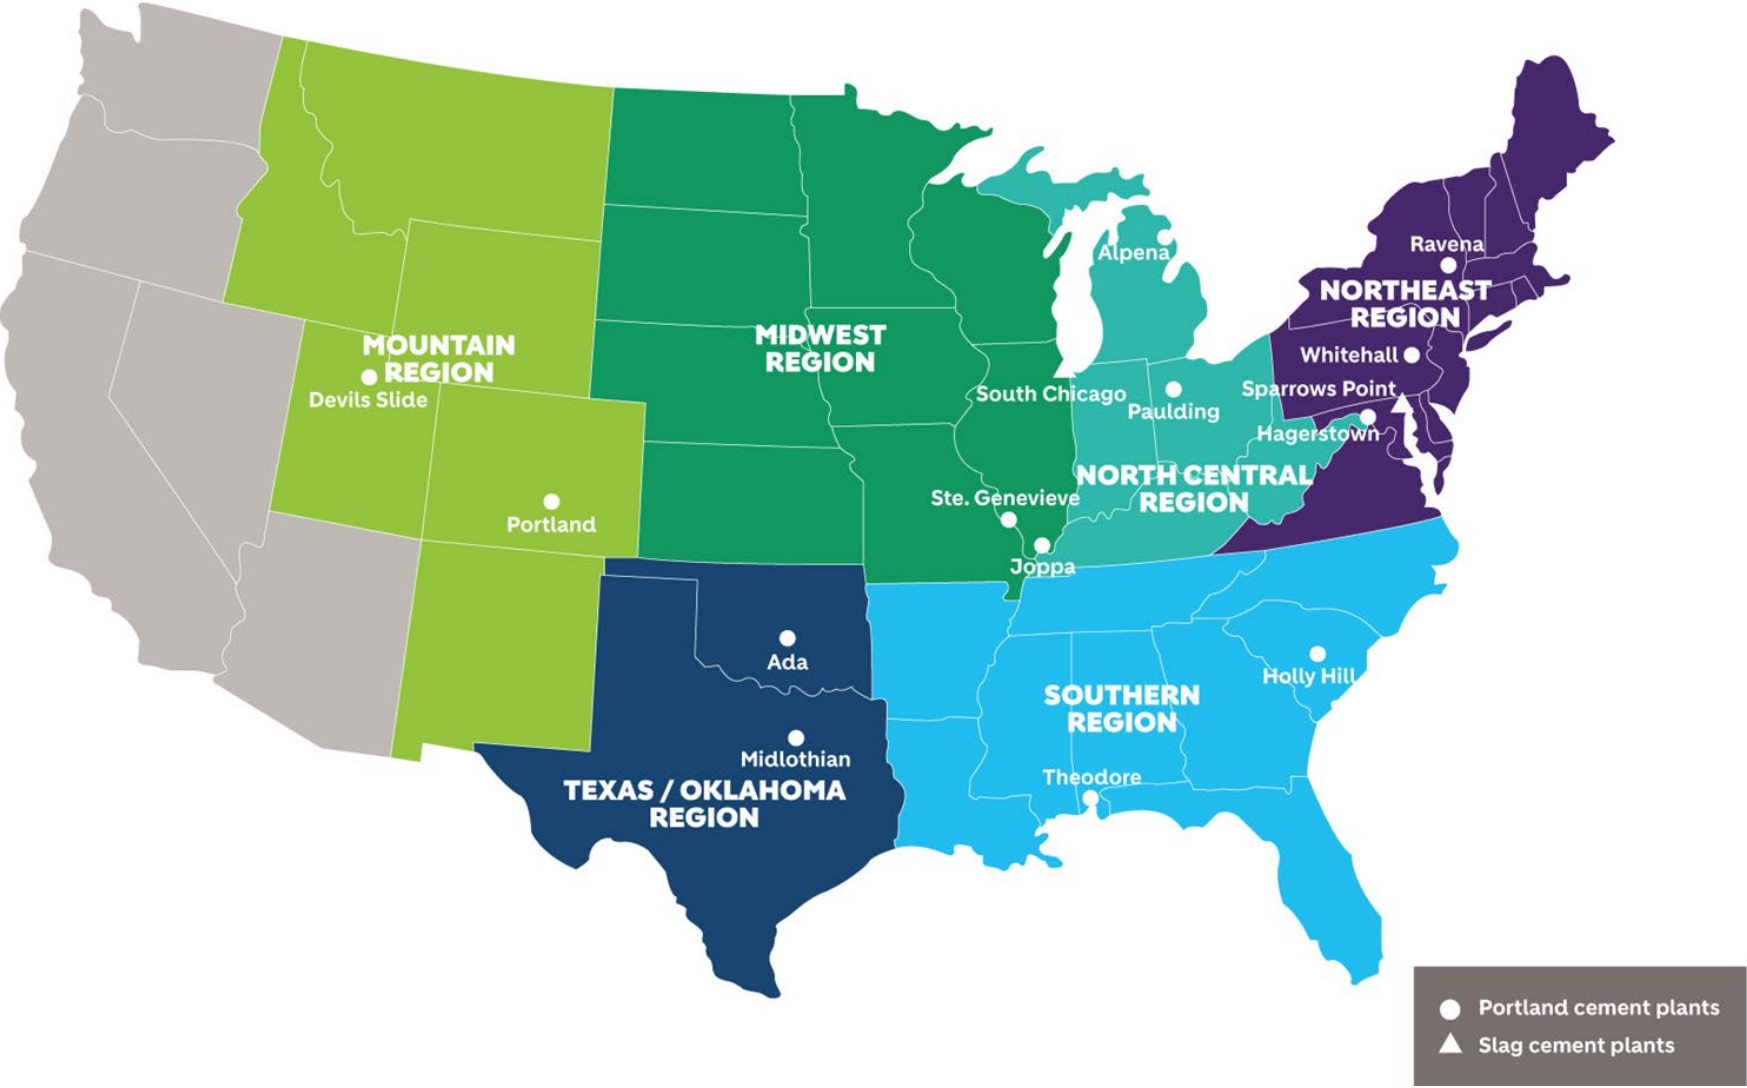 Ravena
Alpena
NORTHEAST
REGION
MOUNTAIN
REGION
MIDWEST
REGION
Whitehall
Devils Slide
South Chicago
Sparrows Point
Paulding
Hagerstown
NORTH CENTRAL
REGION
Ste. Genevieve
Portland
Joppa
Ada
Holly Hill
SOUTHERN
REGION
Midlothian
Theodore
TEXAS / OKLAHOMA
REGION
Portland cement plants
Slag cement plants